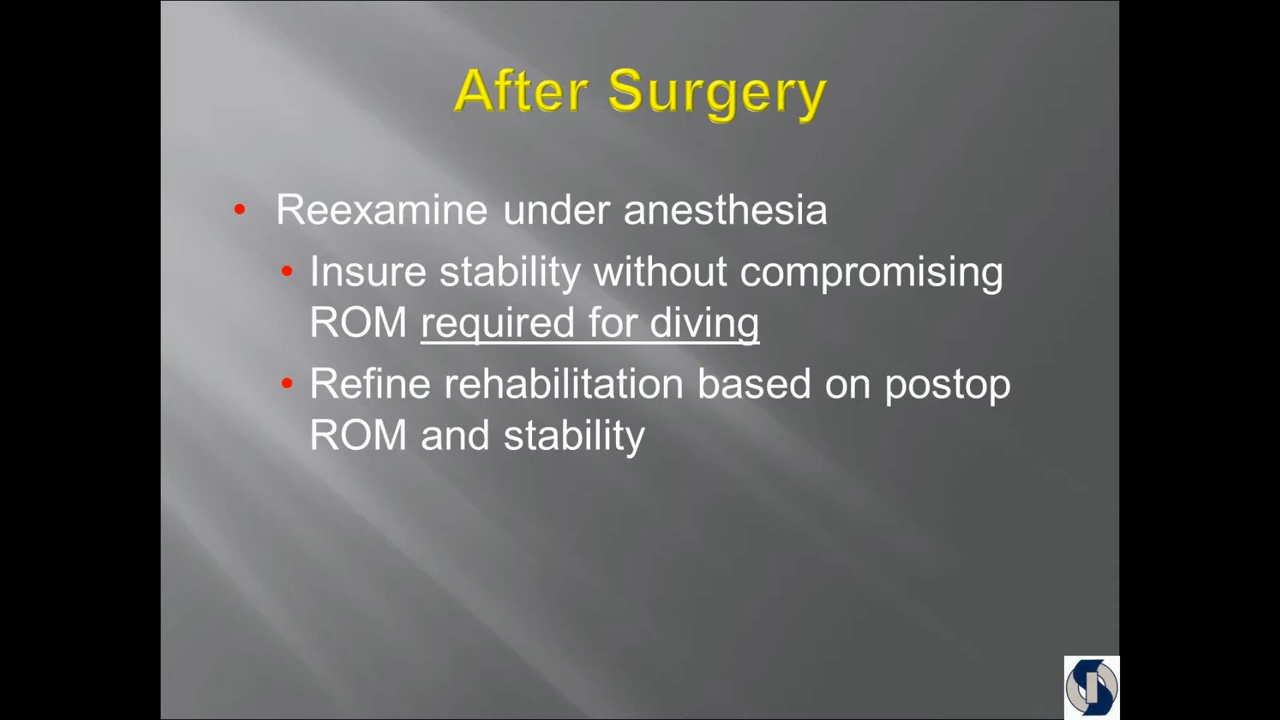 After Surgery
• Reexamine under anesthesia
• Insure stability without compromising
ROM required for diving
• Refine rehabilitation based on postop
ROM and stability